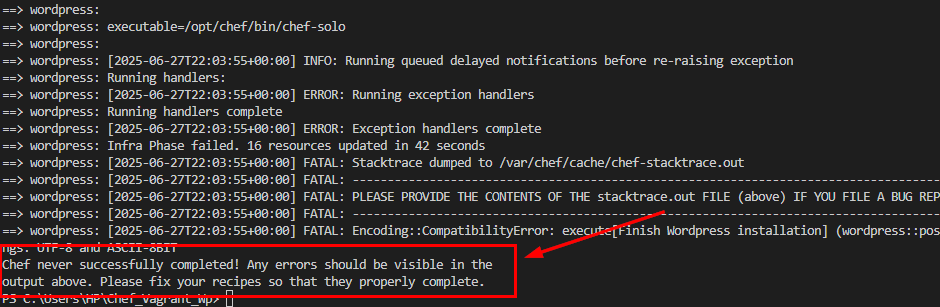 ==> wordpress:
==> wordpress: executable=/opt/chef/bin/chef-solo
==> wordpress:
==> wordpress: [2025-06-27T22:03:55+00:00] INFO: Running queued delayed notifications before re-raising exception
==> wordpress: Running handlers:
==> wordpress: [2025-06-27T22:03:55+00:00] ERROR: Running exception handlers
==> wordpress: Running handlers complete
==> wordpress: [2025-06-27T22:03:55+00:00] ERROR: Exception handlers complete
==> wordpress: Infra Phase failed. 16 resources updated in 42 seconds
==> wordpress: [2025-06-27T22:03:55+00:00] FATAL: Stacktrace dumped to /var/chef/cache/chef-stacktrace.out
==> wordpress: [2025-06-27T22:03:55+00:00] FATAL: ---------------------------------------------------------------------------
==> wordpress: [2025-06-27T22:03:55+00:00] FATAL: PLEASE PROVIDE THE CONTENTS OF THE stacktrace.out FILE (above) IF YOU FILE A BUG REP
==> wordpress: [2025-06-27T22:03:55+00:00] FATAL: ---------------------------------------------------------------------------
==> wordpress: [2025-06-27T22:03:55+00:00] FATAL: Encoding::CompatibilityError: execute[Finish Wordpress installation] (wordpress::pos
ngs: UTF-8 and ASCII-8BIT
Chef never successfully completed! Any errors should be visible in the
output above. Please fix your recipes so that they properly complete.
PS C:\Users\HP\Chef_Vagrant_Wp>